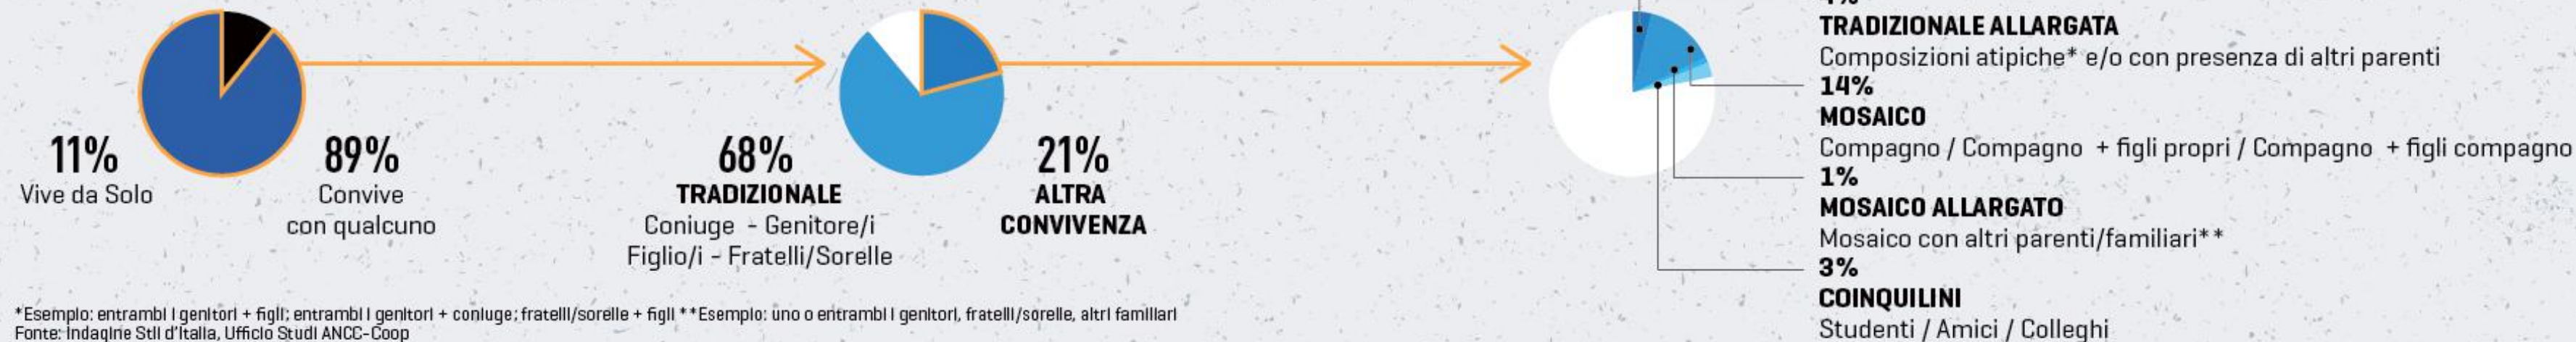 11%
Vive da Solo
89%
Convive
con qualcuno
68%
TRADIZIONALE
Coniuge - Genitore/i
Figlio/i - Fratelli/Sorelle
21%
ALTRA
CONVIVENZA
TRADIZIONALE ALLARGATA
Composizioni atipiche* e/o con presenza di altri parenti
14%
MOSAICO
Compagno / Compagno + figli propri / Compagno + figli compagno
1%
MOSAICO ALLARGATO
Mosaico con altri parenti/familiari**
3%
COINQUILINI
Studenti / Amici / Colleghi
*Esempio: entrambi i genitori + figli; entrambi i genitori + coniuge; fratelli/sorelle + figli **Esempio: uno o entrambi i genitori, fratelli/sorelle, altri familiari
Fonte: Indagine Stili d'Italia, Ufficio Studi ANCC-Coop